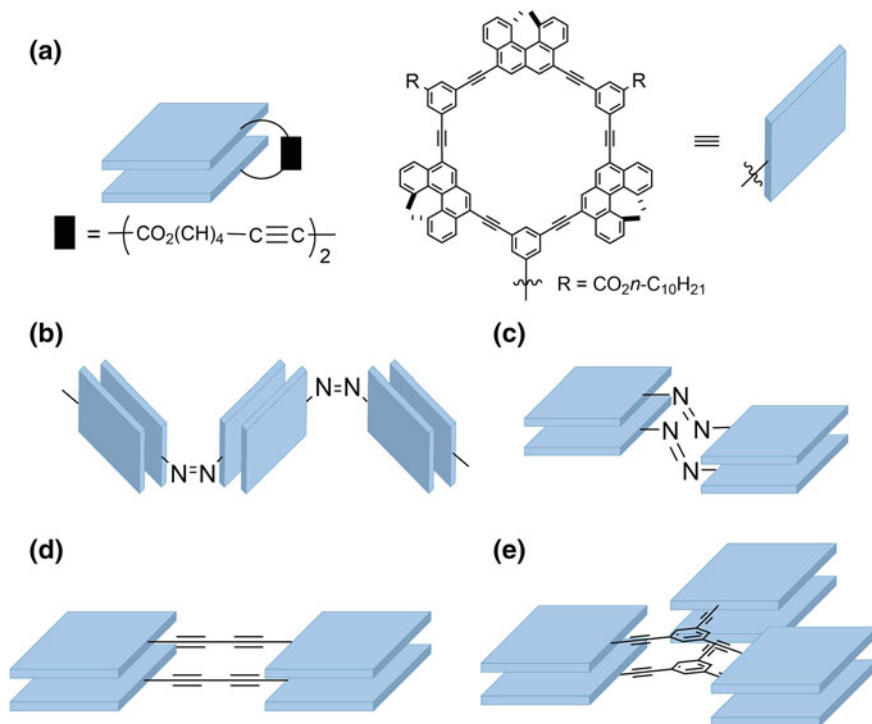 (a)
R
R
≡
= —(CO₂(CH)₄—C≡C)₂—
R = CO₂n-C₁₀H₂₁
(b)
N=N
N=N
(c)
N
N
N
N
(d)
(e)